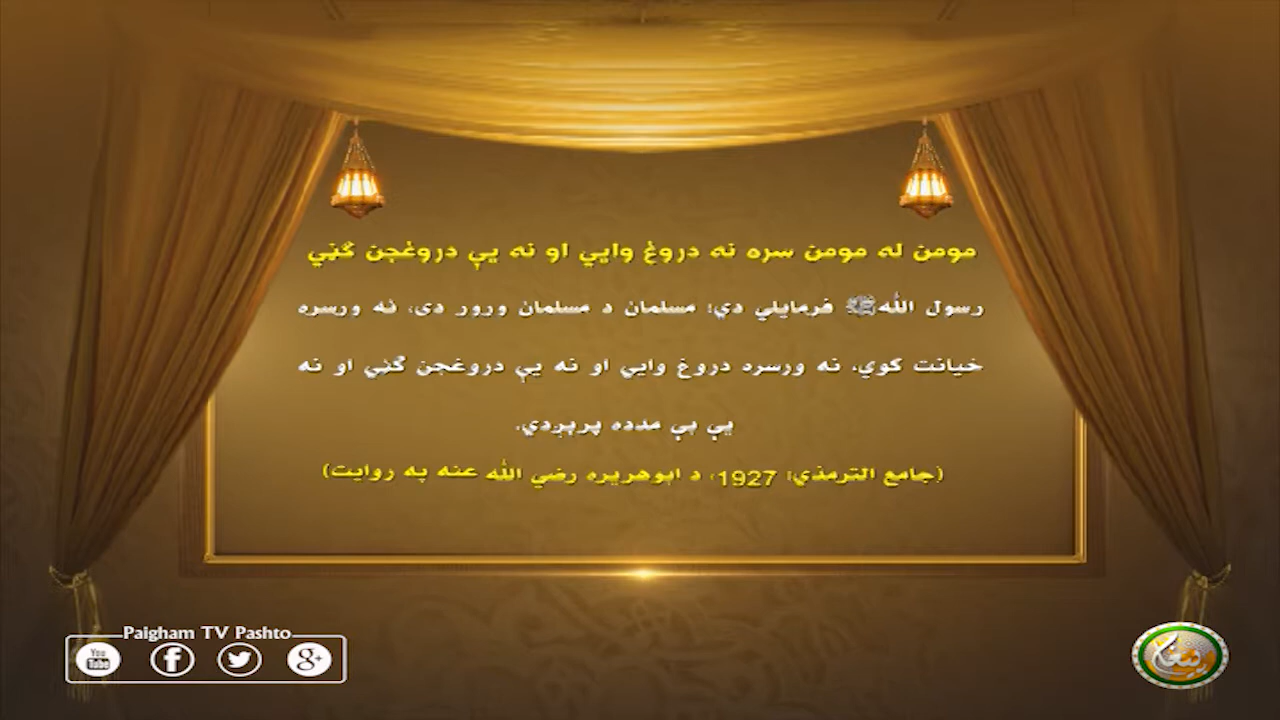 مومن له مومن سره نه دروغ وايي او نه يې دروغجن ګڼي
رسول الله ﷺ فرمايلي دي: مسلمان د مسلمان ورور دی، نه ورسره
خيانت کوي، نه ورسره دروغ وايي او نه يې دروغجن ګڼي او نه
يې بې مدده پرېږدي.
(جامع الترمذي: 1927، د ابوهريره رضي الله عنه په روايت)
Paigham TV Pashto
You Tube
پیغام